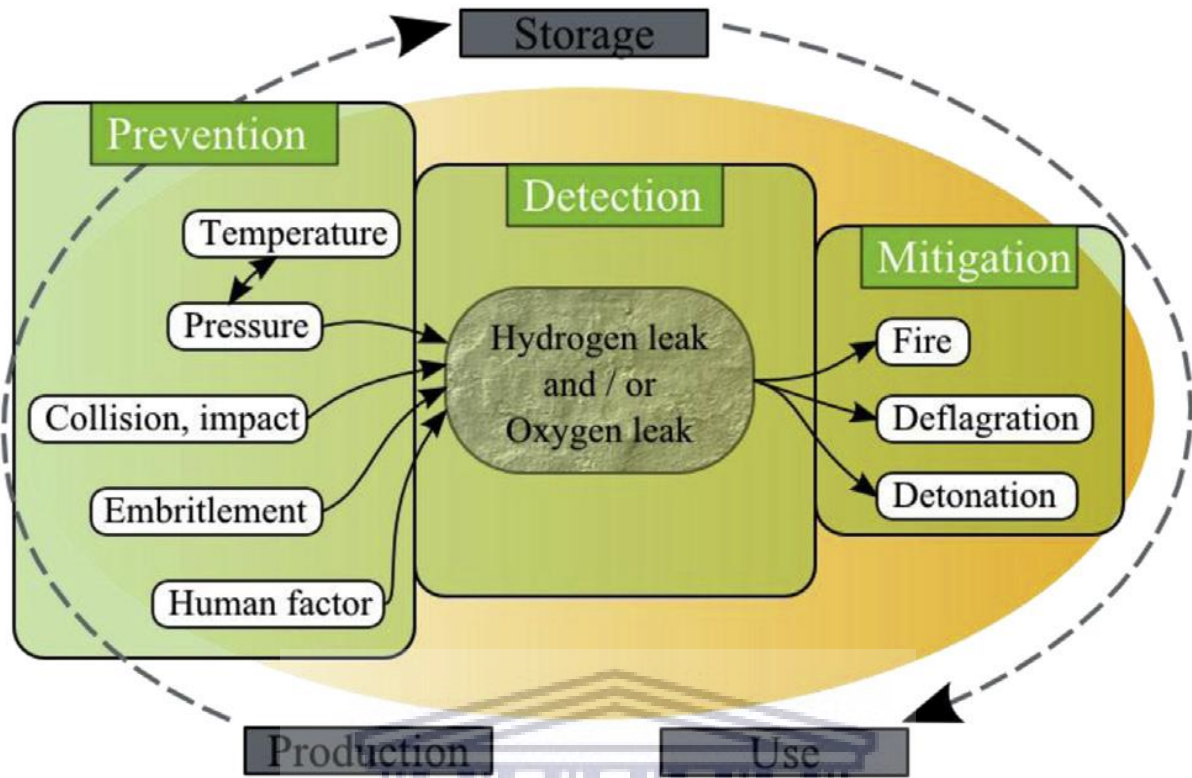 Storage
Prevention
Temperature
Pressure
Collision, impact
Embritlement
Human factor
Detection
Hydrogen leak
and / or
Oxygen leak
Mitigation
Fire
Deflagration
Detonation
Production
Use